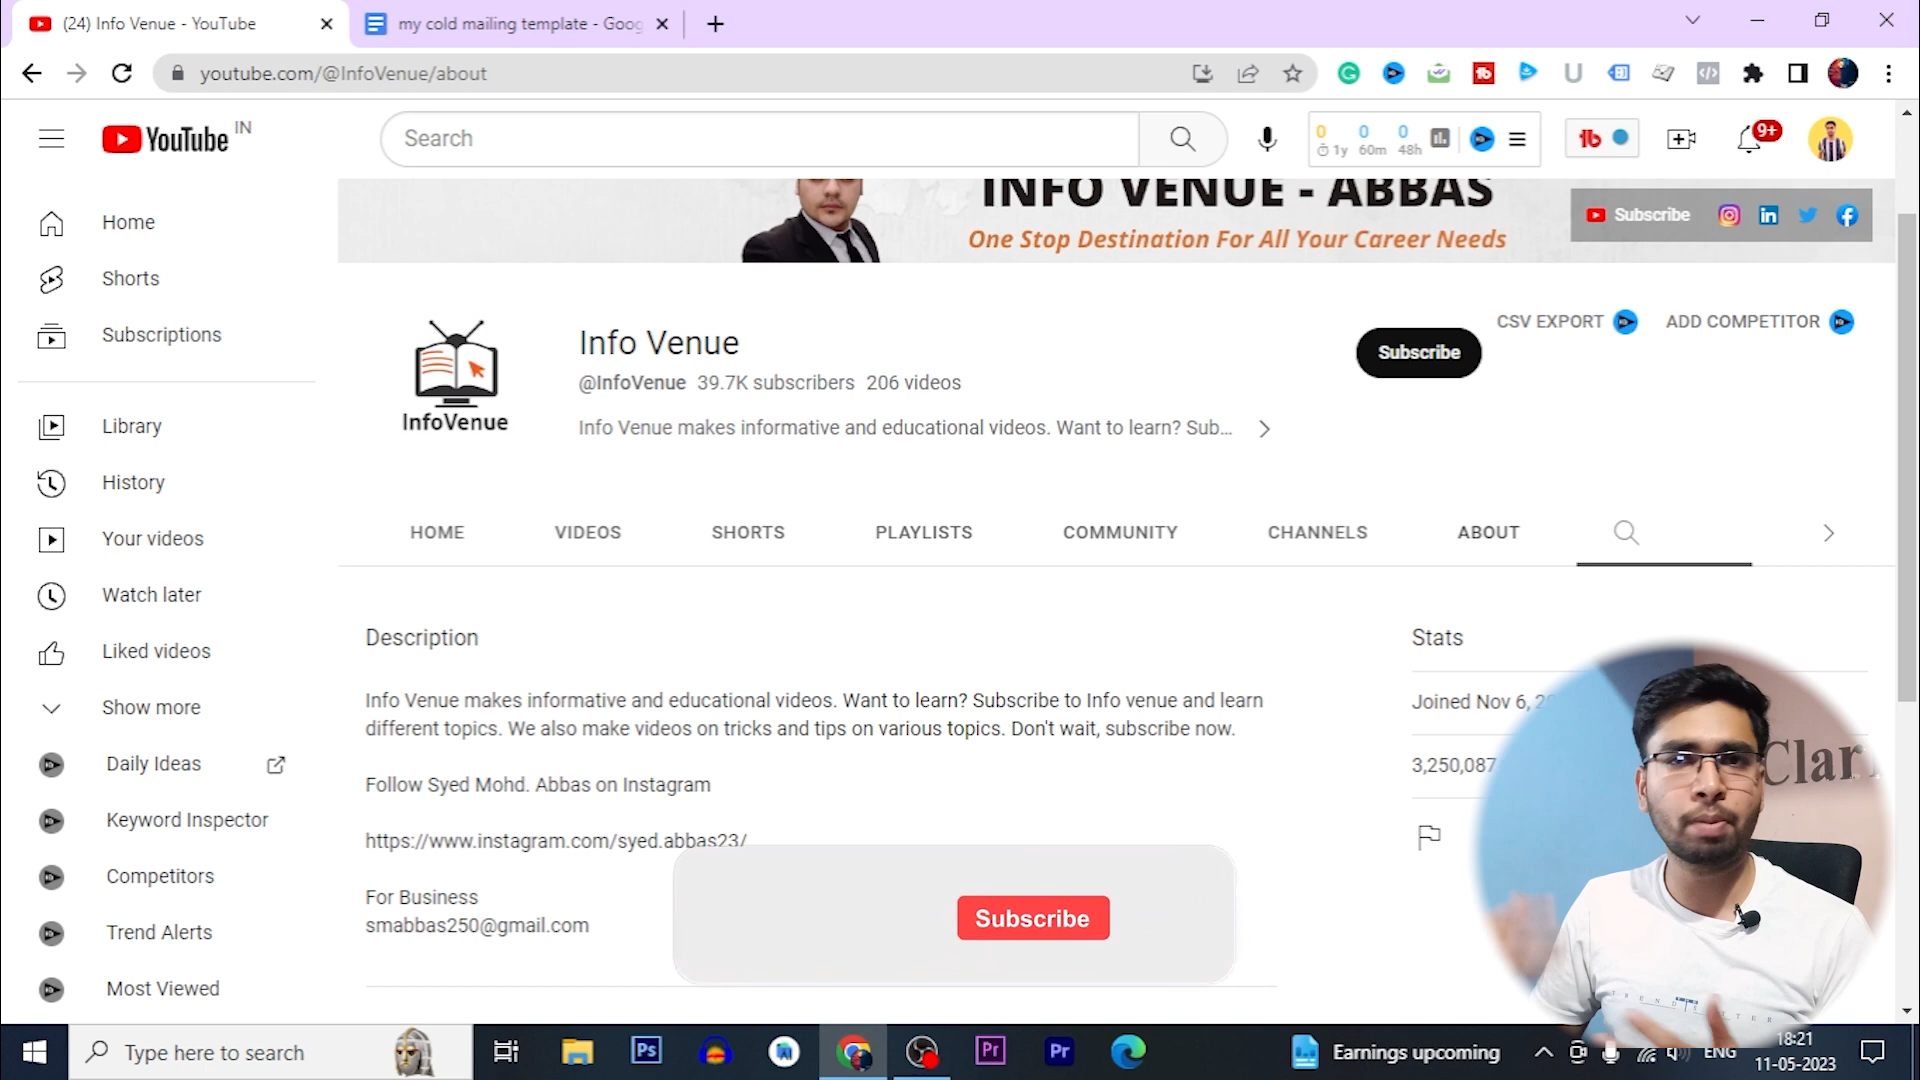 (24) Info Venue - YouTube
my cold mailing template - Goog
youtube.com/@InfoVenue/about
YouTube IN
Search
0 0 0
1y 60m 48h
9+
INFO VENUE - ABBAS
One Stop Destination For All Your Career Needs
Subscribe
Home
Shorts
Subscriptions
Library
History
Your videos
Watch later
Liked videos
Show more
Daily Ideas
Keyword Inspector
Competitors
Trend Alerts
Most Viewed
InfoVenue
Info Venue
@InfoVenue 39.7K subscribers 206 videos
Info Venue makes informative and educational videos. Want to learn? Sub...
Subscribe
CSV EXPORT
ADD COMPETITOR
HOME VIDEOS SHORTS PLAYLISTS COMMUNITY CHANNELS ABOUT
Description
Info Venue makes informative and educational videos. Want to learn? Subscribe to Info venue and learn
different topics. We also make videos on tricks and tips on various topics. Don't wait, subscribe now.
Follow Syed Mohd. Abbas on Instagram
https://www.instagram.com/syed.abbas23/
For Business
smabbas250@gmail.com
Subscribe
Stats
Joined Nov 6,
3,250,087
Type here to search
Ps
Pr
Pr
Earnings upcoming
ENG
18:21
11-05-2023